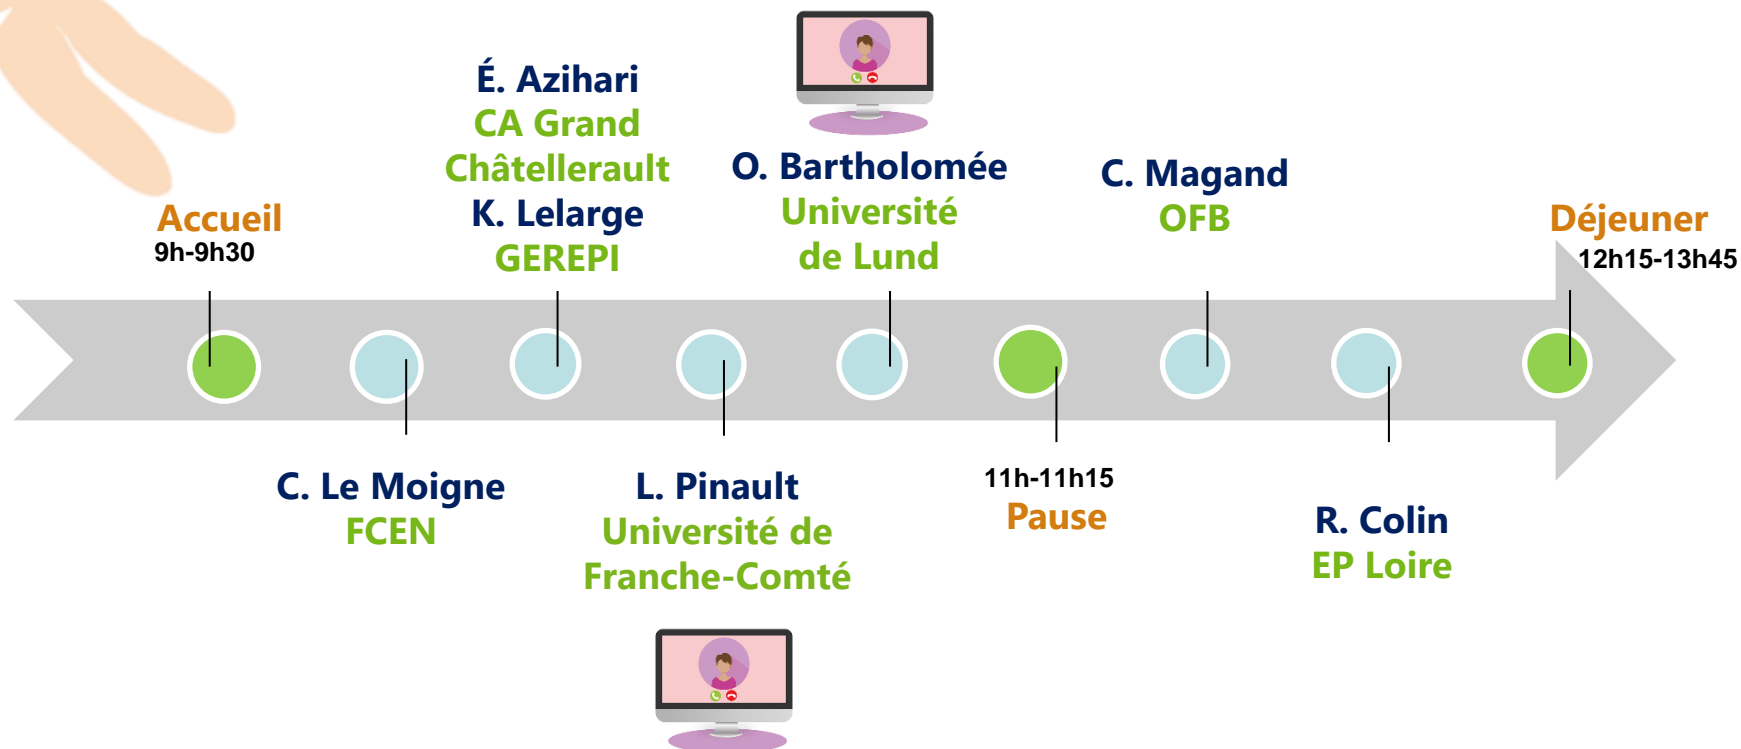 Accueil
9h-9h30
C. Le Moigne
FCEN
É. Azihari
CA Grand
Châtellerault
K. Lelarge
GEREPI
L. Pinault
Université de
Franche-Comté
O. Bartholomée
Université
de Lund
11h-11h15
Pause
C. Magand
OFB
R. Colin
EP Loire
Déjeuner
12h15-13h45